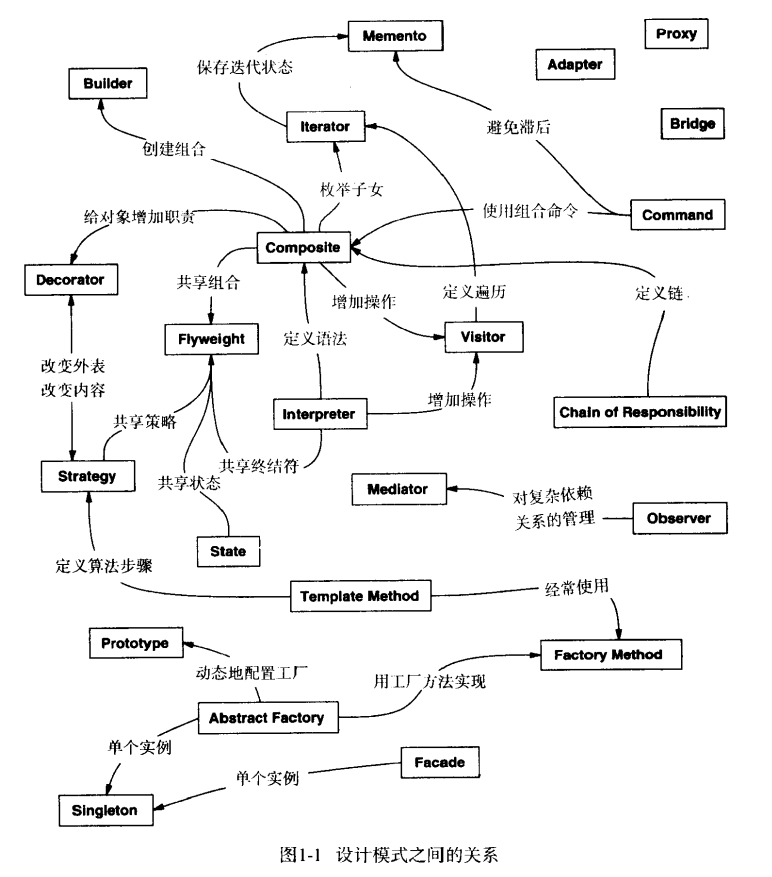 Memento
Proxy
保存迭代状态
Adapter
Builder
Iterator
Bridge
避免滞后
创建组合
枚举子女
给对象增加职责
使用组合命令
Command
Composite
Decorator
共享组合
增加操作
定义遍历
定义链
Flyweight
定义语法
Visitor
改变外表
改变内容
共享策略
Interpreter
增加操作
Chain of Responsibility
Strategy
共享终结符
共享状态
Mediator
对复杂依赖
关系的管理
Observer
State
定义算法步骤
Template Method
经常使用
Prototype
Factory Method
动态地配置工厂
用工厂方法实现
Abstract Factory
单个实例
Facade
单个实例
Singleton
图1-1 设计模式之间的关系